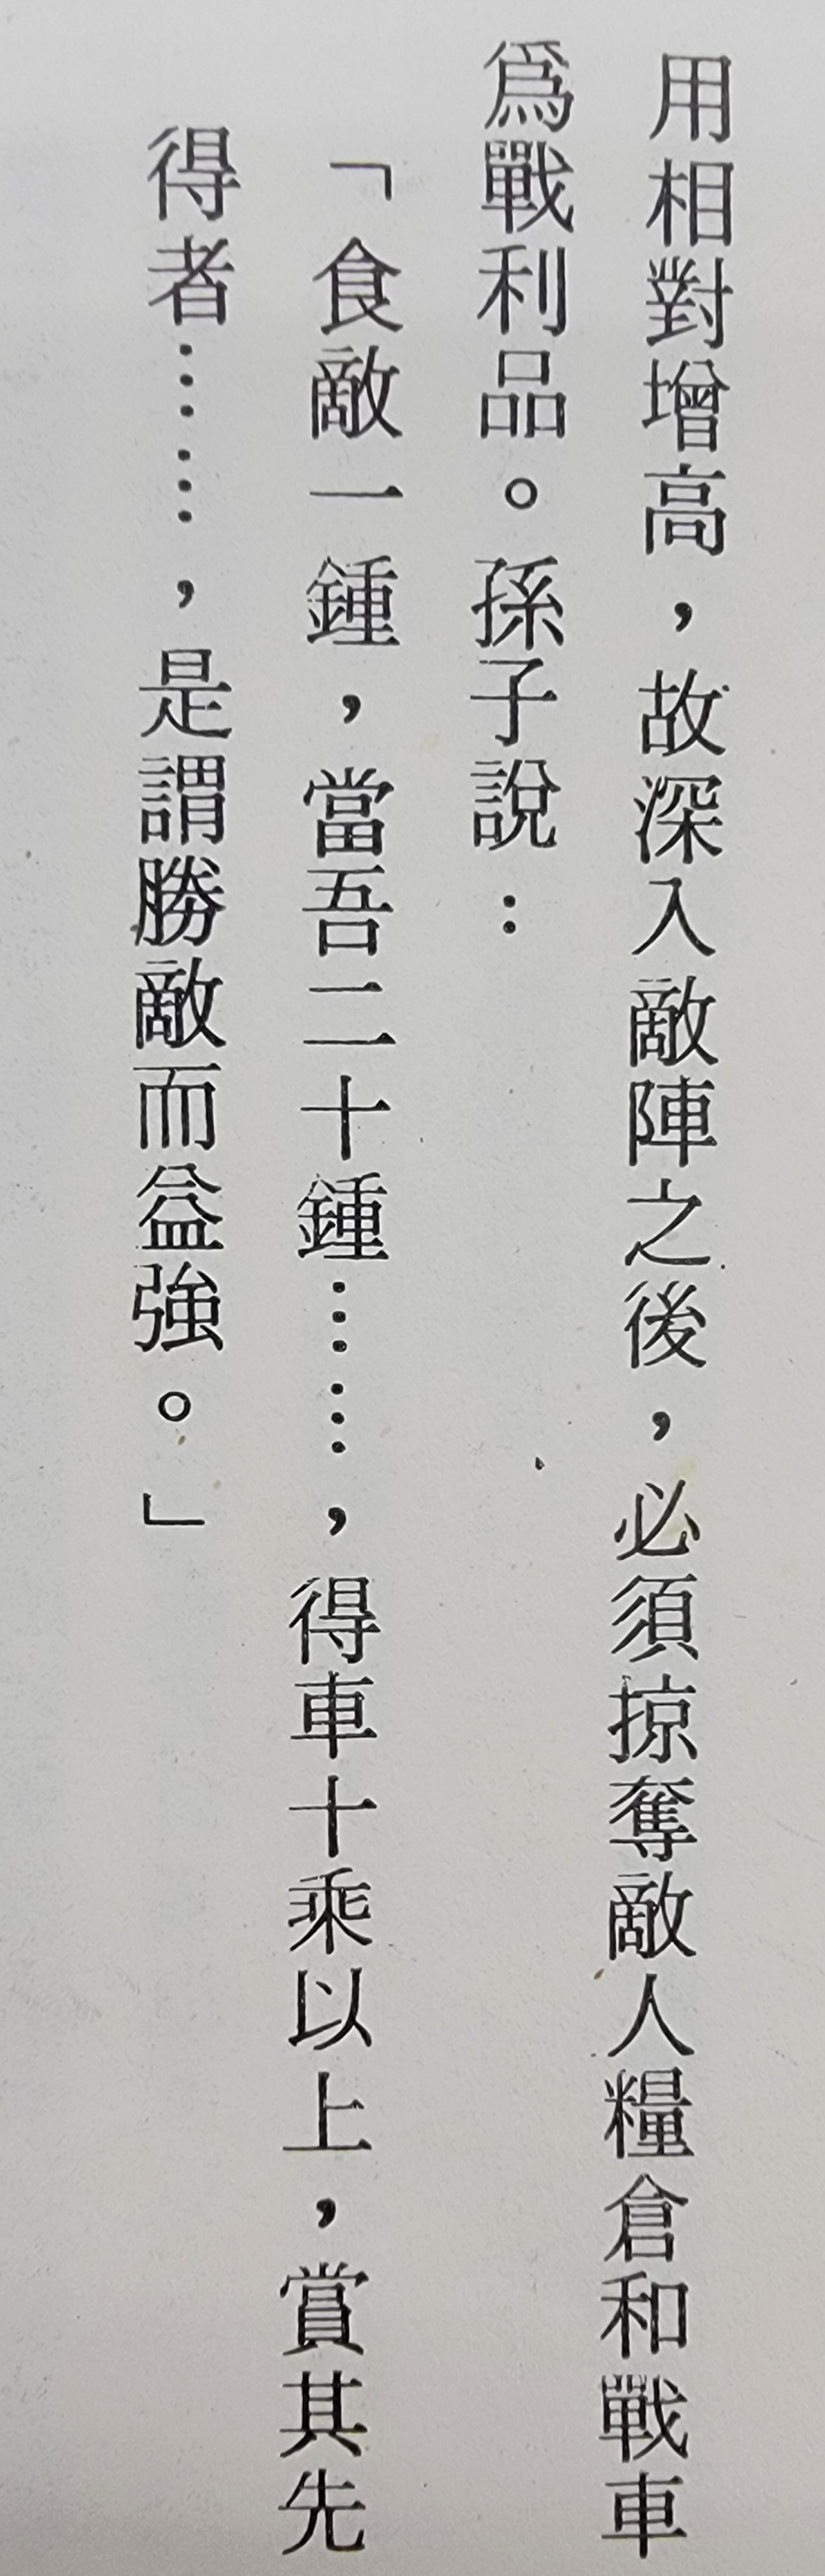 用相對增高，故深入敵陣之後，必須掠奪敵人糧倉和戰車
爲戰利品。孫子說：
「食敵一鍾，當吾二十鍾……，得車十乘以上，賞其先
得者……，是謂勝敵而益強。」